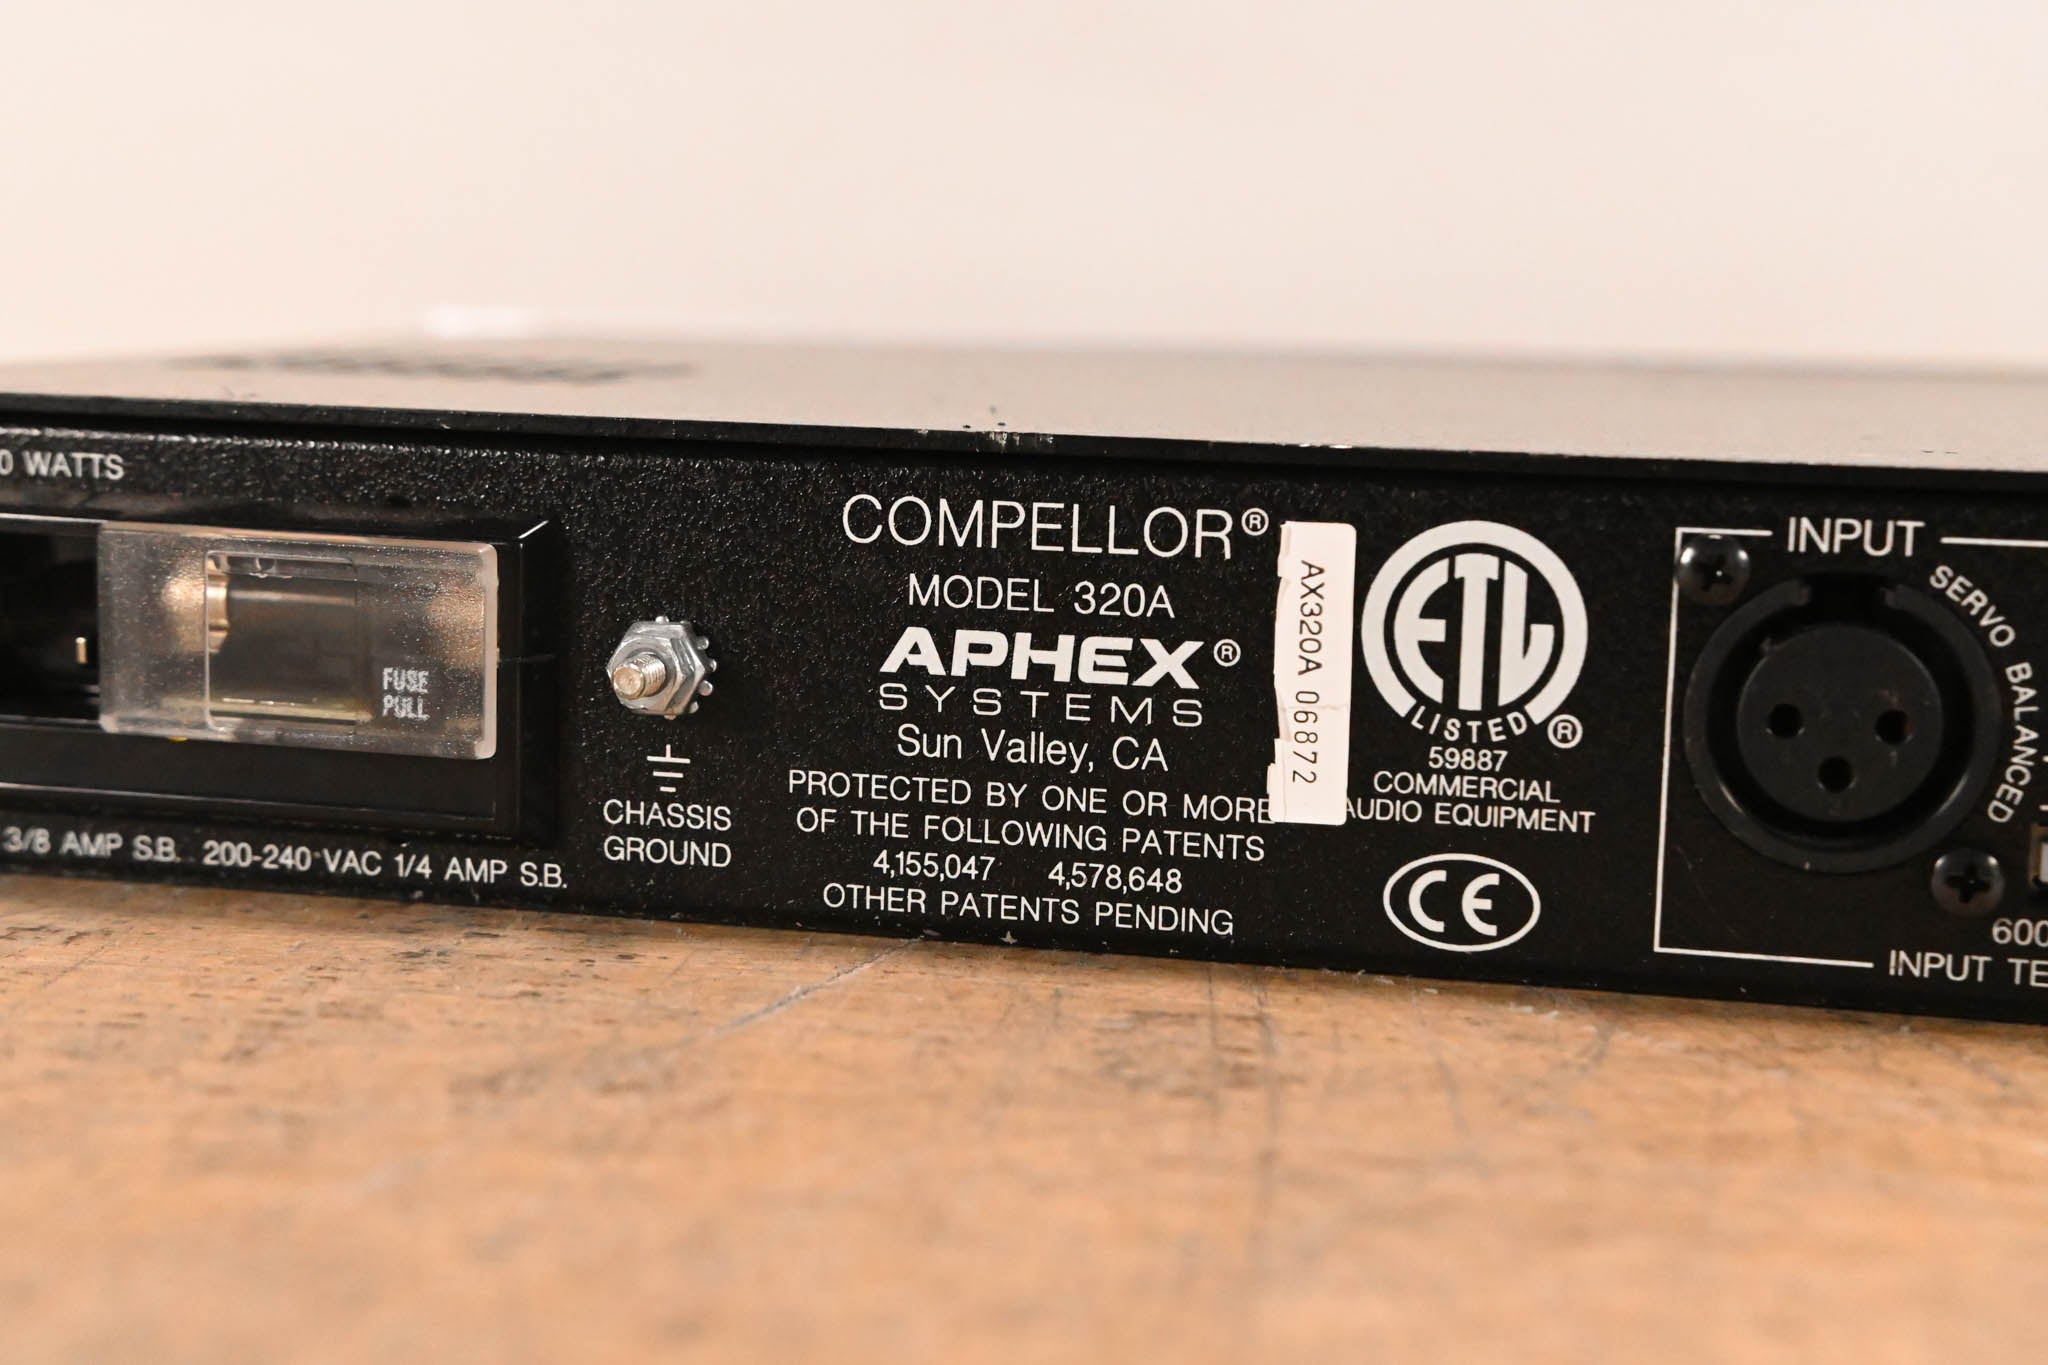 0 WATTS
FUSE
PULL
3/8 AMP S.B. 200-240 VAC 1/4 AMP S.B.
CHASSIS
GROUND
COMPELLOR®
MODEL 320A
APHEX®
SYSTEMS
Sun Valley, CA
PROTECTED BY ONE OR MORE
OF THE FOLLOWING PATENTS
4,155,047 4,578,648
OTHER PATENTS PENDING
AX320A 06872
ETL
LISTED ®
59887
COMMERCIAL
AUDIO EQUIPMENT
CE
INPUT
SERVO BALANCED
600
INPUT TE